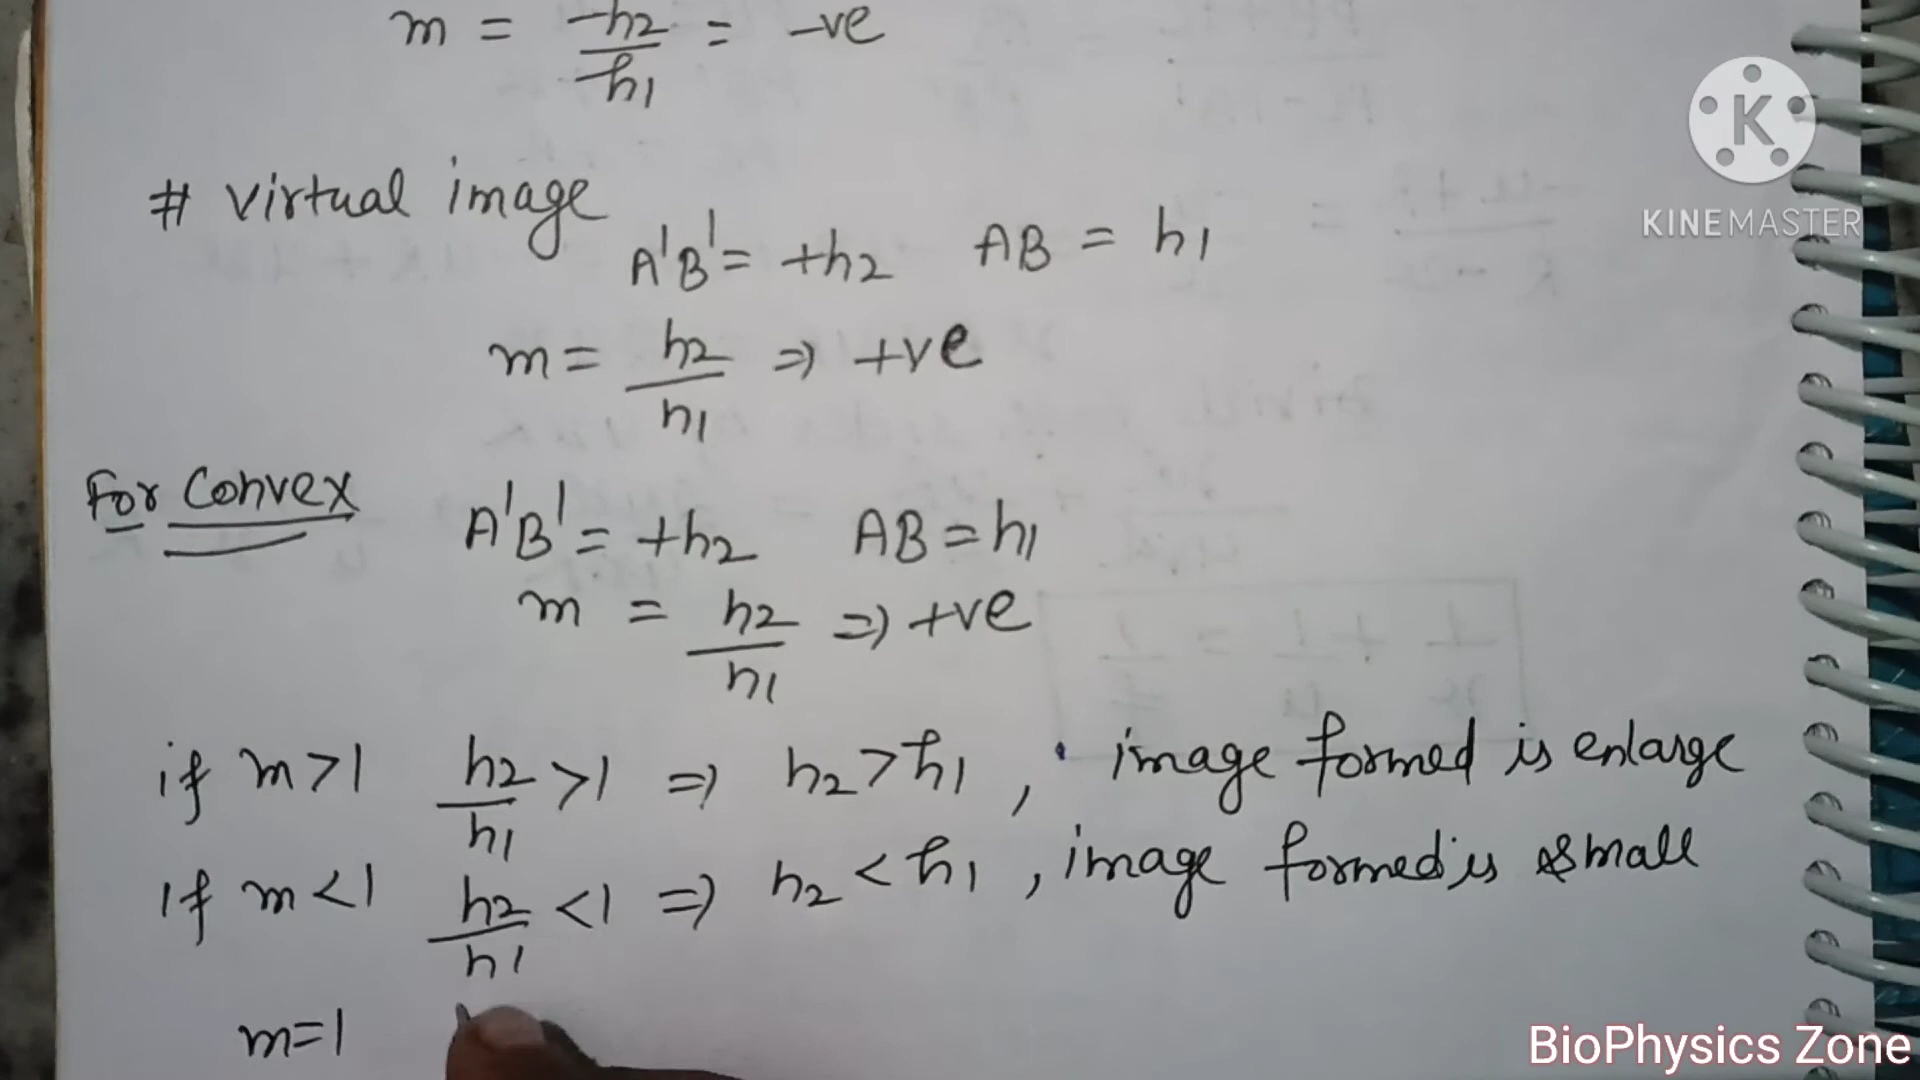 m = -h2/h1 = -ve
# Virtual image
A'B' = +h2 AB = h1
m = h2/h1 => +ve
For Convex A'B' = +h2 AB = h1
m = h2/h1 => +ve
if m>1 h2/h1 >1 => h2 > h1 , image formed is enlarge
If m<1 h2/h1 <1 => h2 < h1 , image formed is small
m=1
K
KINEMASTER
BioPhysics Zone